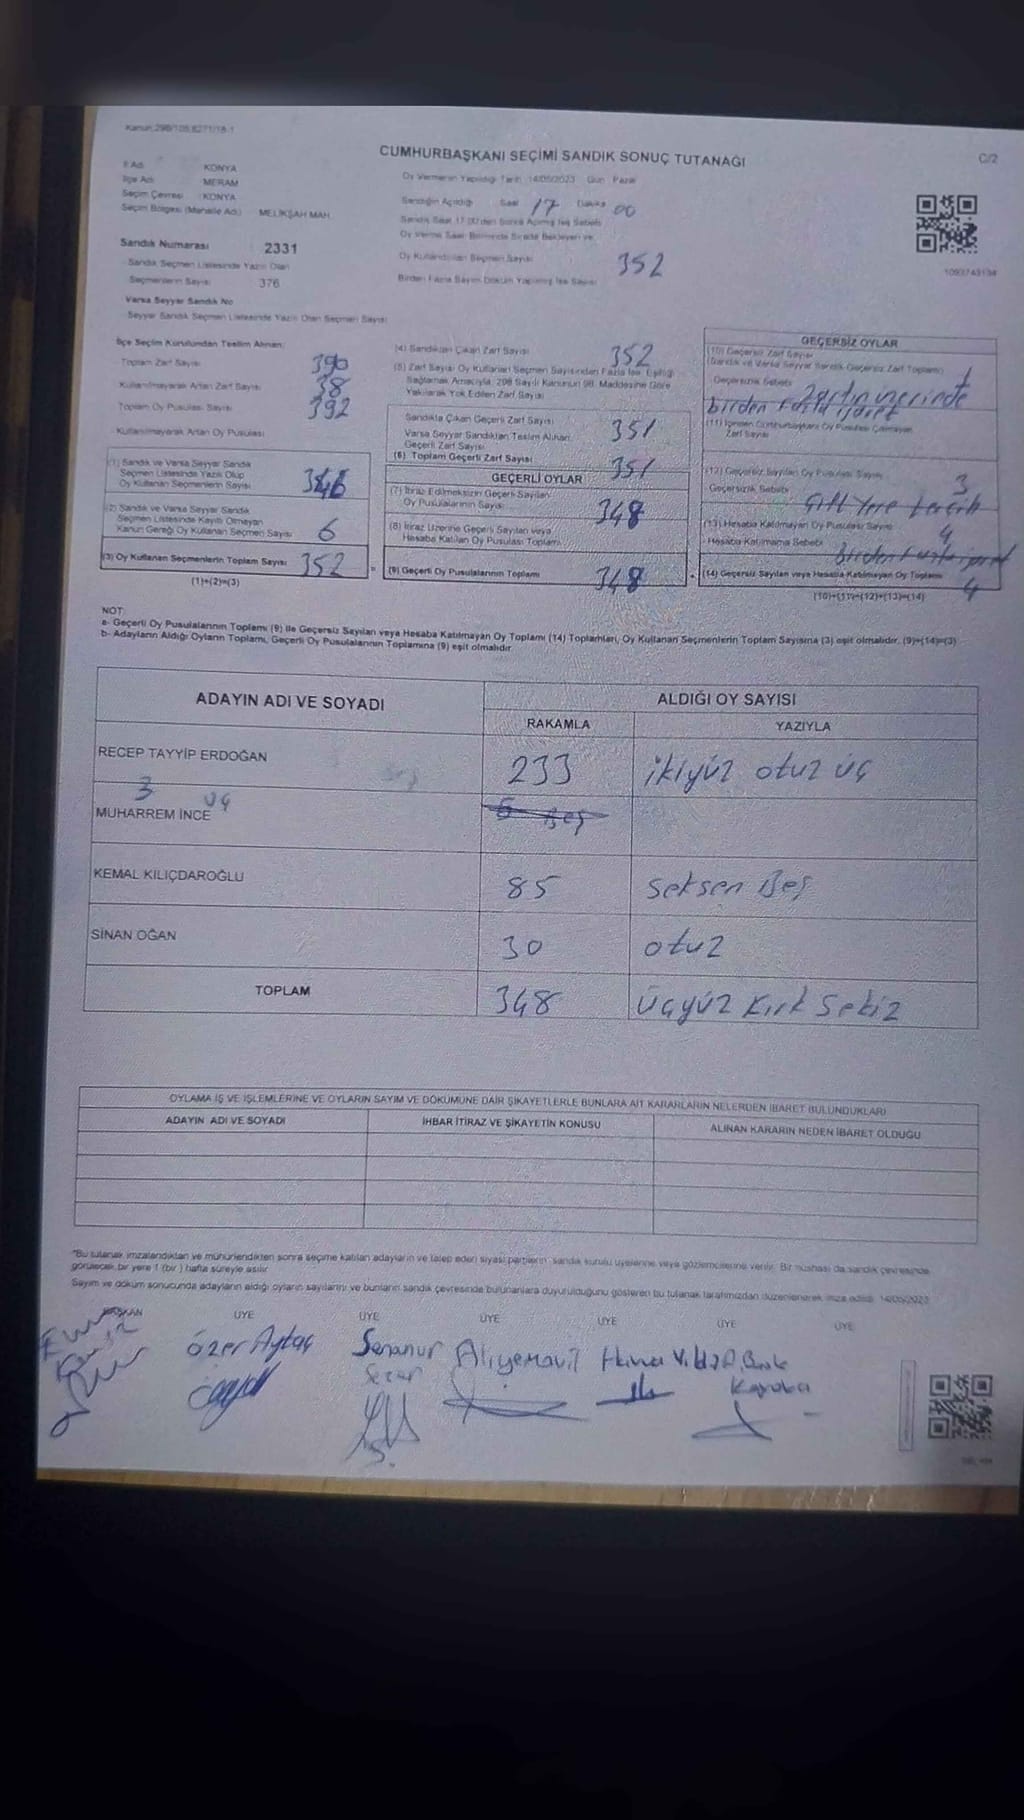 Kanun:298/105,6271/18-1
CUMHURBAŞKANI SEÇİMİ SANDIK SONUÇ TUTANAĞI
C/2
İl Adı KONYA
İlçe Adı MERAM
Seçim Çevresi KONYA
Seçim Bölgesi (Mahalle Adı) MELİKŞAH MAH.
Sandık Numarası 2331
Sandık Seçmen Listesinde Yazılı Olan
Seçmenlerin Sayısı 376
Varsa Seyyar Sandık No
Seyyar Sandık Seçmen Listesinde Yazılı Olan Seçmen Sayısı
Oy Vermenin Yapıldığı Tarih 14/05/2023 Gün Pazar
Sandığın Açıldığı Saat 17 Dakika 00
Sandık Saat 17.00'den Sonra Açılmış İse Sebebi
Oy Verme Saati Bitiminde Sırada Bekleyen ve
Oy Kullandırılan Seçmen Sayısı 352
Birden Fazla Sayım Döküm Yapılmış İse Sayısı
1093743134
İlçe Seçim Kurulundan Teslim Alınan:
Toplam Zarf Sayısı 390
Kullanılmayarak Artan Zarf Sayısı 38
Toplam Oy Pusulası Sayısı 392
Kullanılmayarak Artan Oy Pusulası
(1) Sandık ve Varsa Seyyar Sandık
Seçmen Listesinde Yazılı Olup
Oy Kullanan Seçmenlerin Sayısı 346
(2) Sandık ve Varsa Seyyar Sandık
Seçmen Listesinde Kayıtlı Olmayan
Kanun Gereği Oy Kullanan Seçmen Sayısı 6
(3) Oy Kullanan Seçmenlerin Toplam Sayısı 352
(1)+(2)=(3)
(4) Sandıktan Çıkan Zarf Sayısı 352
(5) Zarf Sayısı Oy Kullanan Seçmen Sayısından Fazla İse, Eşitliği
Sağlamak Amacıyla, 298 Sayılı Kanunun 98. Maddesine Göre
Yakılarak Yok Edilen Zarf Sayısı
Sandıkta Çıkan Geçerli Zarf Sayısı 351
Varsa Seyyar Sandıktan Teslim Alınan
Geçerli Zarf Sayısı
(6) Toplam Geçerli Zarf Sayısı 351
GEÇERLİ OYLAR
(7) İtiraz Edilmeksizin Geçerli Sayılan
Oy Pusulalarının Sayısı 348
(8) İtiraz Üzerine Geçerli Sayılan veya
Hesaba Katılan Oy Pusulası Toplamı
(9) Geçerli Oy Pusulalarının Toplamı 348
GEÇERSİZ OYLAR
(10) Geçersiz Zarf Sayısı
(Sandık ve Varsa Seyyar Sandık Geçersiz Zarf Toplamı) 1
Geçersizlik Sebebi Zarfın üzerinde
birden fazla işaret
(11) İçinden Cumhurbaşkanı Oy Pusulası Çıkmayan
Zarf Sayısı
(12) Geçersiz Sayılan Oy Pusulası Sayısı 3
Geçersizlik Sebebi Çift Yere tercih
(13) Hesaba Katılmayan Oy Pusulası Sayısı 4
Hesaba Katılmama Sebebi Birden Fazla işaret
(14) Geçersiz Sayılan veya Hesaba Katılmayan Oy Toplamı 4
(10)+(11)+(12)+(13)=(14)
NOT:
a- Geçerli Oy Pusulalarının Toplamı (9) ile Geçersiz Sayılan veya Hesaba Katılmayan Oy Toplamı (14) Toplamları, Oy Kullanan Seçmenlerin Toplam Sayısına (3) eşit olmalıdır. (9)+(14)=(3)
b- Adayların Aldığı Oyların Toplamı, Geçerli Oy Pusulalarının Toplamına (9) eşit olmalıdır.
ADAYIN ADI VE SOYADI ALDIĞI OY SAYISI
RAKAMLA YAZIYLA
RECEP TAYYİP ERDOĞAN 233 ikiyüz otuz üç
3 üç
MUHARREM İNCE 5 Beş
KEMAL KILIÇDAROĞLU 85 Seksen Beş
SİNAN OĞAN 30 otuz
TOPLAM 348 üçyüz Kırk Sekiz
OYLAMA İŞ VE İŞLEMLERİNE VE OYLARIN SAYIM VE DÖKÜMÜNE DAİR ŞİKAYETLERLE BUNLARA AİT KARARLARIN NELERDEN İBARET BULUNDUKLARI
ADAYIN ADI VE SOYADI İHBAR İTİRAZ VE ŞİKAYETİN KONUSU ALINAN KARARIN NEDEN İBARET OLDUĞU
*Bu tutanak imzalandıktan ve mühürlendikten sonra seçime katılan adayların ve talep eden siyasi partilerin sandık kurulu üyelerine veya gözlemcilerine verilir. Bir nüshası da sandık çevresinde
görülecek bir yere 1 (bir) hafta süreyle asılır.
Sayım ve döküm sonucunda adayların aldığı oyların sayılarını ve bunların sandık çevresinde bulunanlara duyurulduğunu gösteren bu tutanak tarafımızdan düzenlenerek imza edildi. 14/05/2023
BAŞKAN ÜYE ÜYE ÜYE ÜYE ÜYE ÜYE
Özer Aytaç Senanur